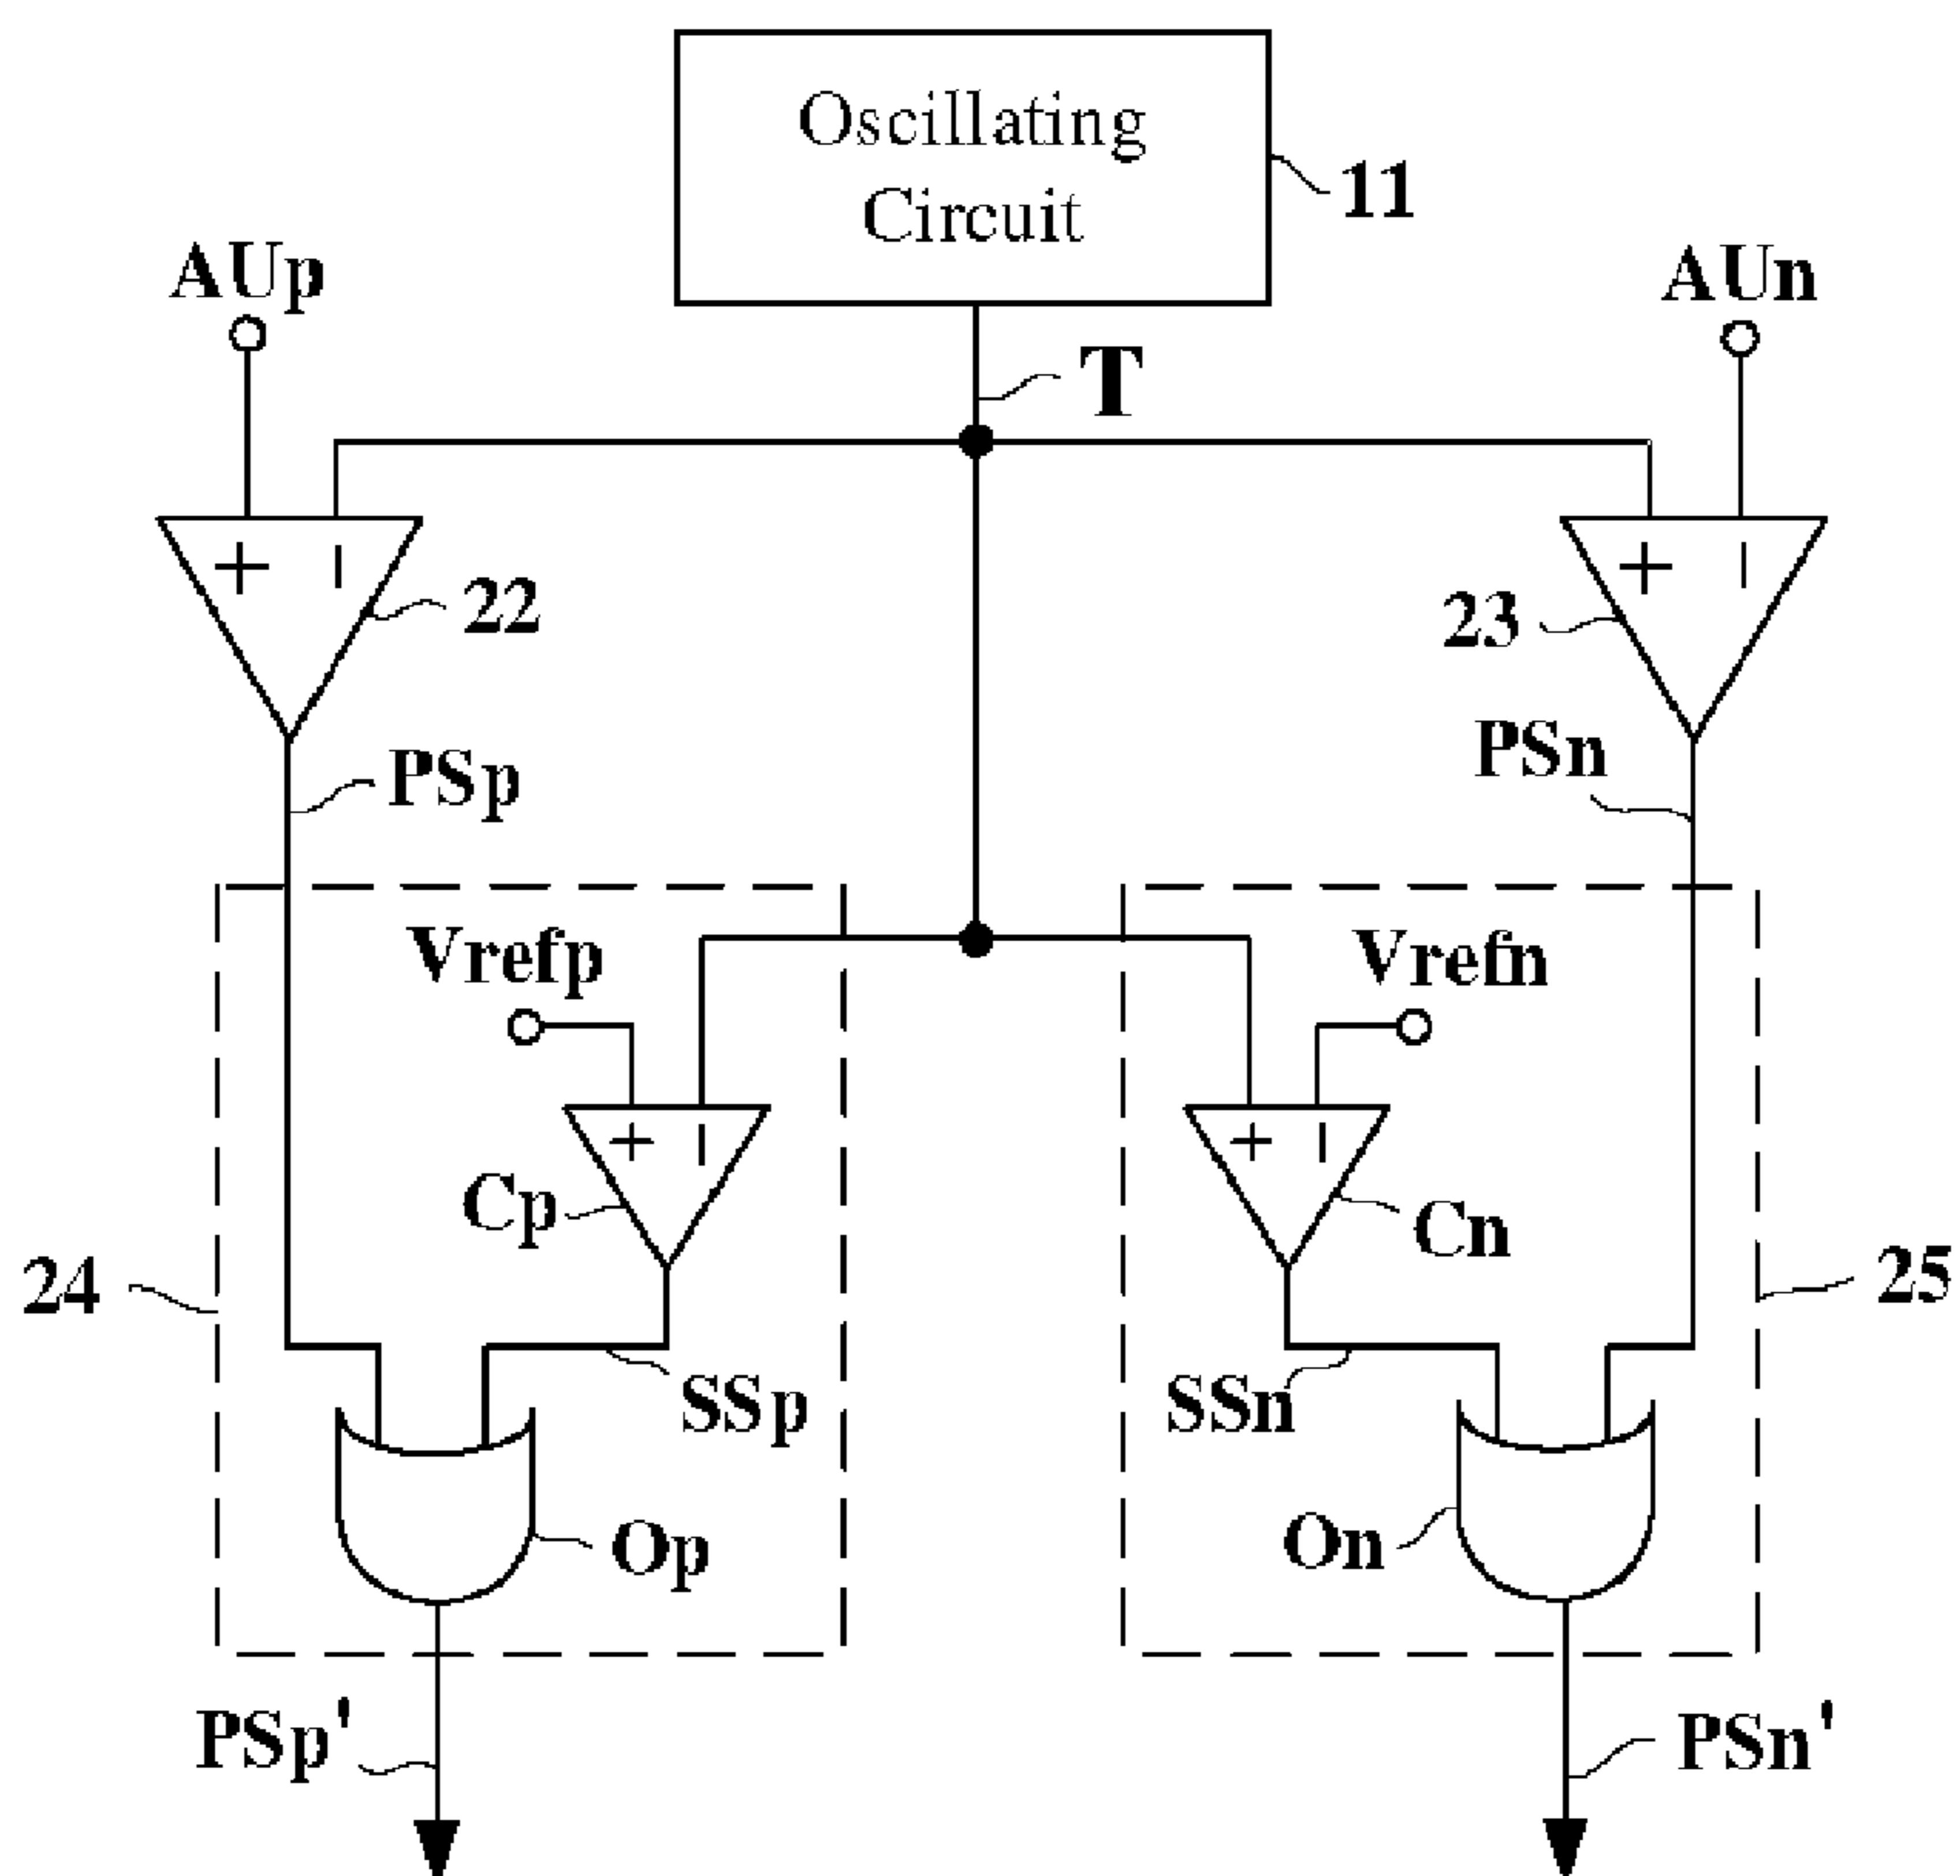 Oscillating
Circuit
11
AUp
AUn
T
+
−
22
23
+
−
PSp
PSn
Vrefp
Vrefn
+
−
+
−
Cp
Cn
24
25
SSp
SSn
Op
On
PSp'
PSn'